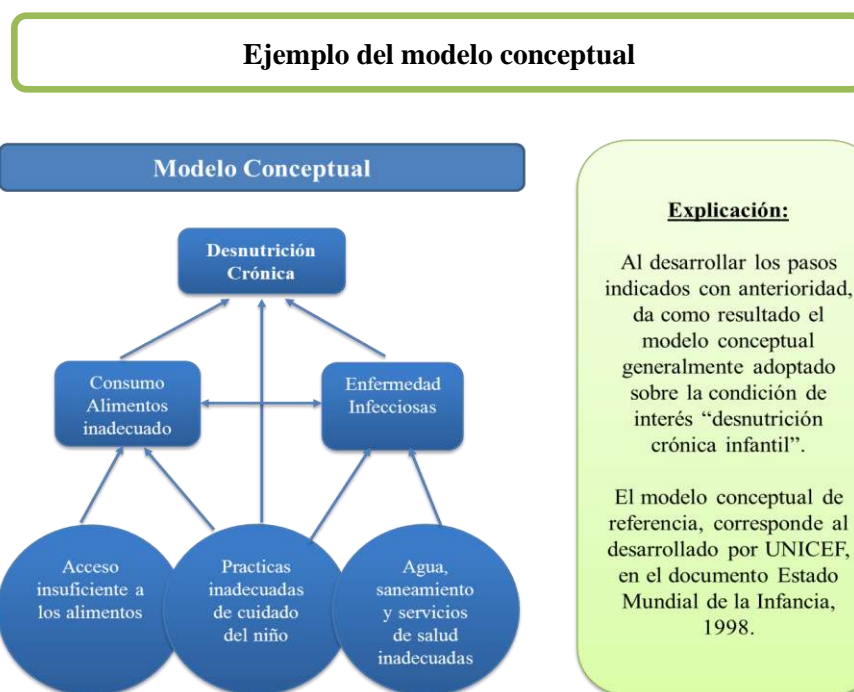 Ejemplo del modelo conceptual
Modelo Conceptual
Desnutrición
Crónica
Consumo
Alimentos
inadecuado
Enfermedad
Infecciosas
Acceso
insuficiente a
los alimentos
Practicas
inadecuadas
de cuidado
del niño
Agua,
saneamiento
y servicios
de salud
inadecuadas
Explicación:
Al desarrollar los pasos
indicados con anterioridad,
da como resultado el
modelo conceptual
generalmente adoptado
sobre la condición de
interés “desnutrición
crónica infantil”.
El modelo conceptual de
referencia, corresponde al
desarrollado por UNICEF,
en el documento Estado
Mundial de la Infancia,
1998.